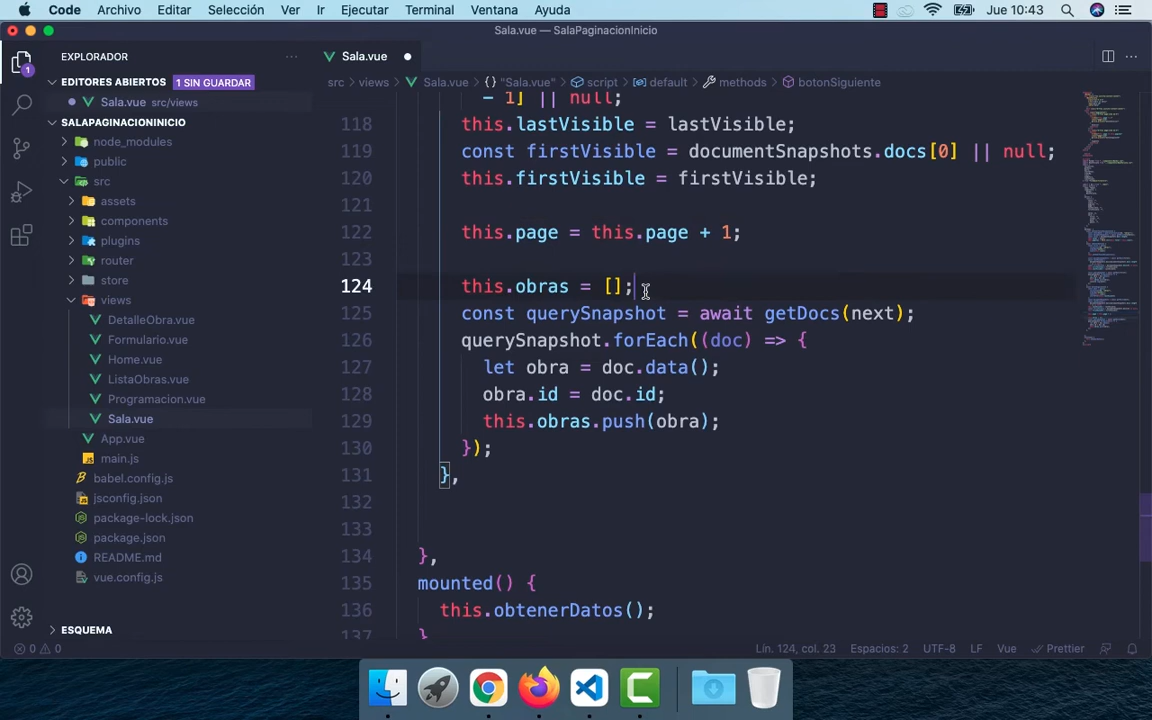 Code Archivo Editar Selección Ver Ir Ejecutar Terminal Ventana Ayuda Jue 10:43
Sala.vue — SalaPaginacionInicio
EXPLORADOR
Sala.vue
EDITORES ABIERTOS 1 SIN GUARDAR
src › views › Sala.vue › {} "Sala.vue" › script › default › methods › botonSiguiente
Sala.vue src/views
SALAPAGINACIONINICIO
node_modules
public
src
assets
components
plugins
router
store
views
DetalleObra.vue
Formulario.vue
Home.vue
ListaObras.vue
Programacion.vue
Sala.vue
App.vue
main.js
babel.config.js
jsconfig.json
package-lock.json
package.json
README.md
vue.config.js
ESQUEMA
- 1] || null;
118 this.lastVisible = lastVisible;
119 const firstVisible = documentSnapshots.docs[0] || null;
120 this.firstVisible = firstVisible;
121
122 this.page = this.page + 1;
123
124 this.obras = [];
125 const querySnapshot = await getDocs(next);
126 querySnapshot.forEach((doc) => {
127 let obra = doc.data();
128 obra.id = doc.id;
129 this.obras.push(obra);
130 });
131 },
132
133
134 },
135 mounted() {
136 this.obtenerDatos();
137 }
1
0 0 Lín. 124, col. 23 Espacios: 2 UTF-8 LF Vue Prettier